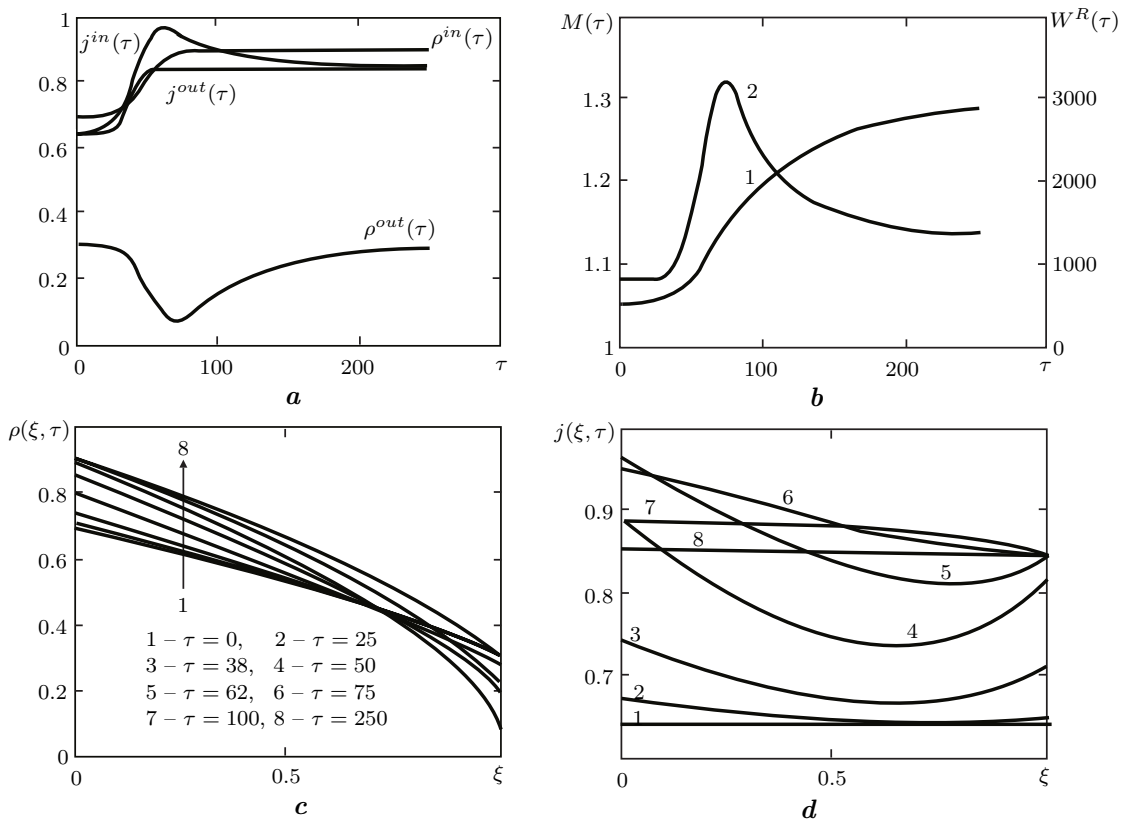 1
j^{in}(τ)
ρ^{in}(τ)
0.8
j^{out}(τ)
0.6
0.4
ρ^{out}(τ)
0.2
0
0 100 200 τ
a
M(τ) W^R(τ)
1.3 2 3000
1.2 1 2000
1.1 1000
1 0
0 100 200 τ
b
ρ(ξ, τ)
8
0.8
0.6
1
0.4
1 – τ = 0, 2 – τ = 25
3 – τ = 38, 4 – τ = 50
0.2
5 – τ = 62, 6 – τ = 75
7 – τ = 100, 8 – τ = 250
0
0.5 ξ
c
j(ξ, τ)
6
0.9 7
8
5
0.8
4
3
0.7
2
1
0 0.5 ξ
d